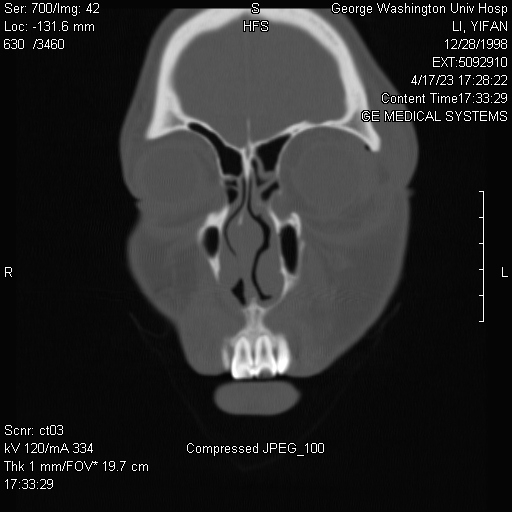 Ser: 700/Img: 42
Loc: -131.6 mm
630 /3460
S
HFS
George Washington Univ Hosp
LI, YIFAN
12/28/1998
EXT:5092910
4/17/23 17:28:22
Content Time17:33:29
GE MEDICAL SYSTEMS
R
L
Scnr: ct03
kV 120/mA 334
Thk 1 mm/FOV* 19.7 cm
17:33:29
Compressed JPEG_100